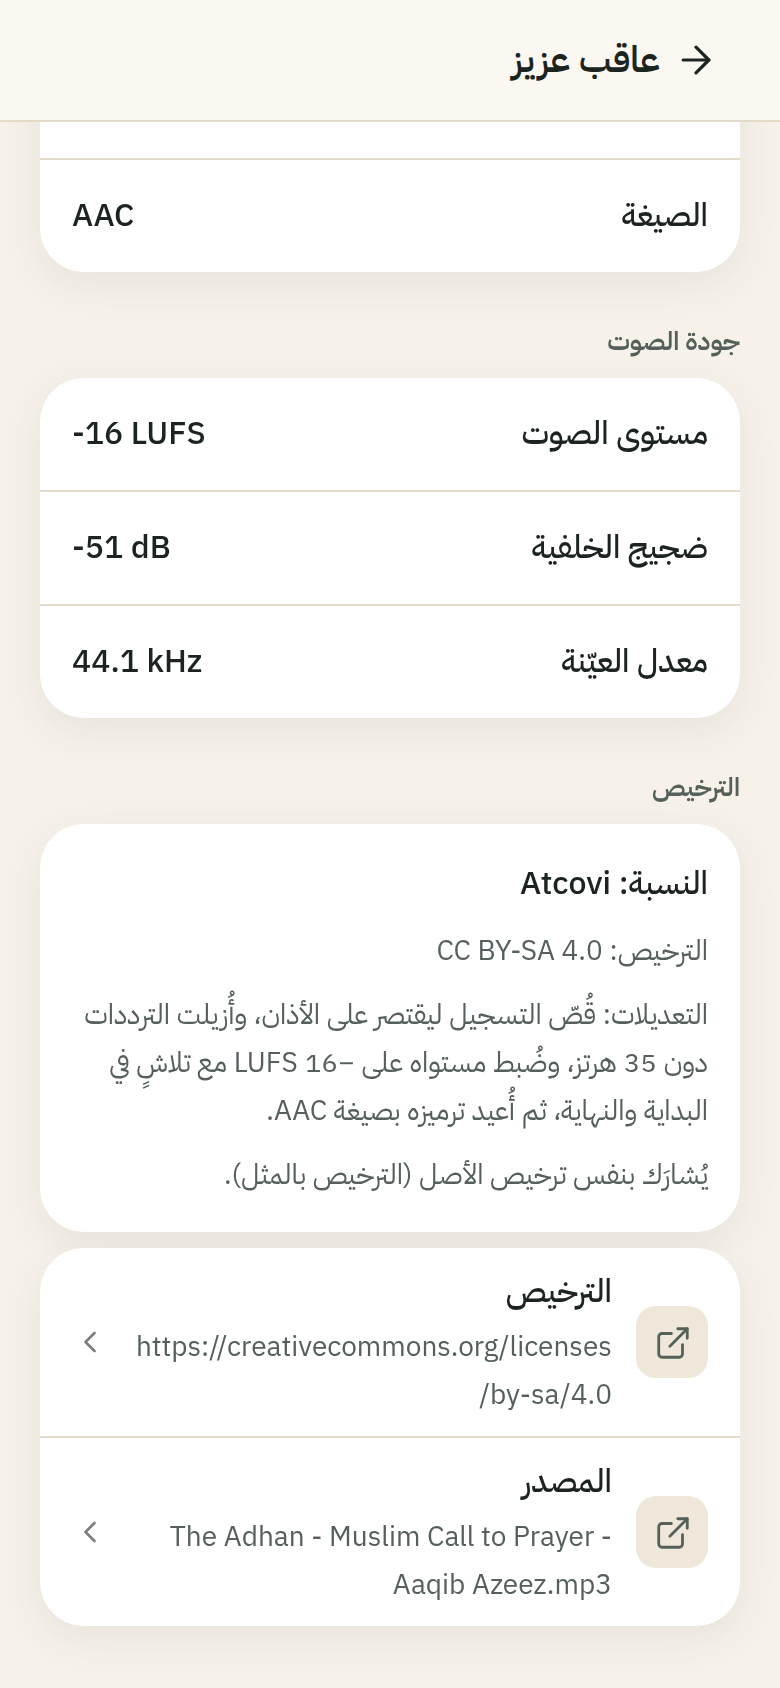 عاقب عزيز
الصيغة AAC
جودة الصوت
مستوى الصوت -16 LUFS
ضجيج الخلفية -51 dB
معدل العيّنة 44.1 kHz
الترخيص
النسبة: Atcovi
الترخيص: CC BY-SA 4.0
التعديلات: قُصّ التسجيل ليقتصر على الأذان، وأُزيلت الترددات
دون 35 هرتز، وضُبط مستواه على −16 LUFS مع تلاشٍ في
البداية والنهاية، ثم أُعيد ترميزه بصيغة AAC.
يُشارَك بنفس ترخيص الأصل (الترخيص بالمثل).
الترخيص
https://creativecommons.org/licenses
/by-sa/4.0
المصدر
The Adhan - Muslim Call to Prayer -
Aaqib Azeez.mp3